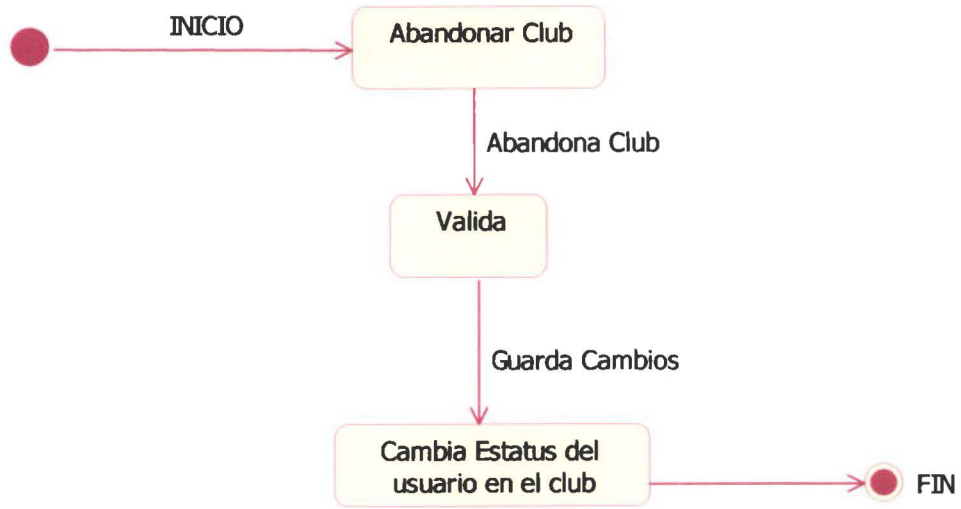 INICIO
Abandonar Club
Abandona Club
Valida
Guarda Cambios
Cambia Estatus del
usuario en el club
FIN